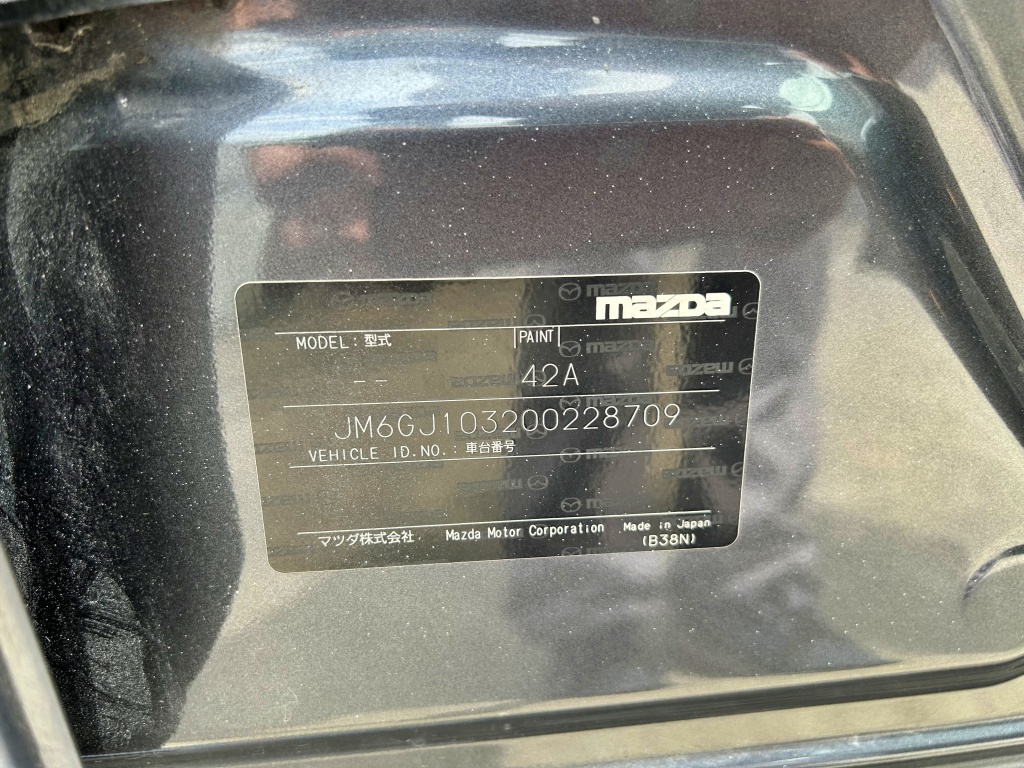 mazda
MODEL : 型式 PAINT
-- 42A
JM6GJ103200228709
VEHICLE ID.NO. : 車台番号
マツダ株式会社 Mazda Motor Corporation Made in Japan
(B38N)